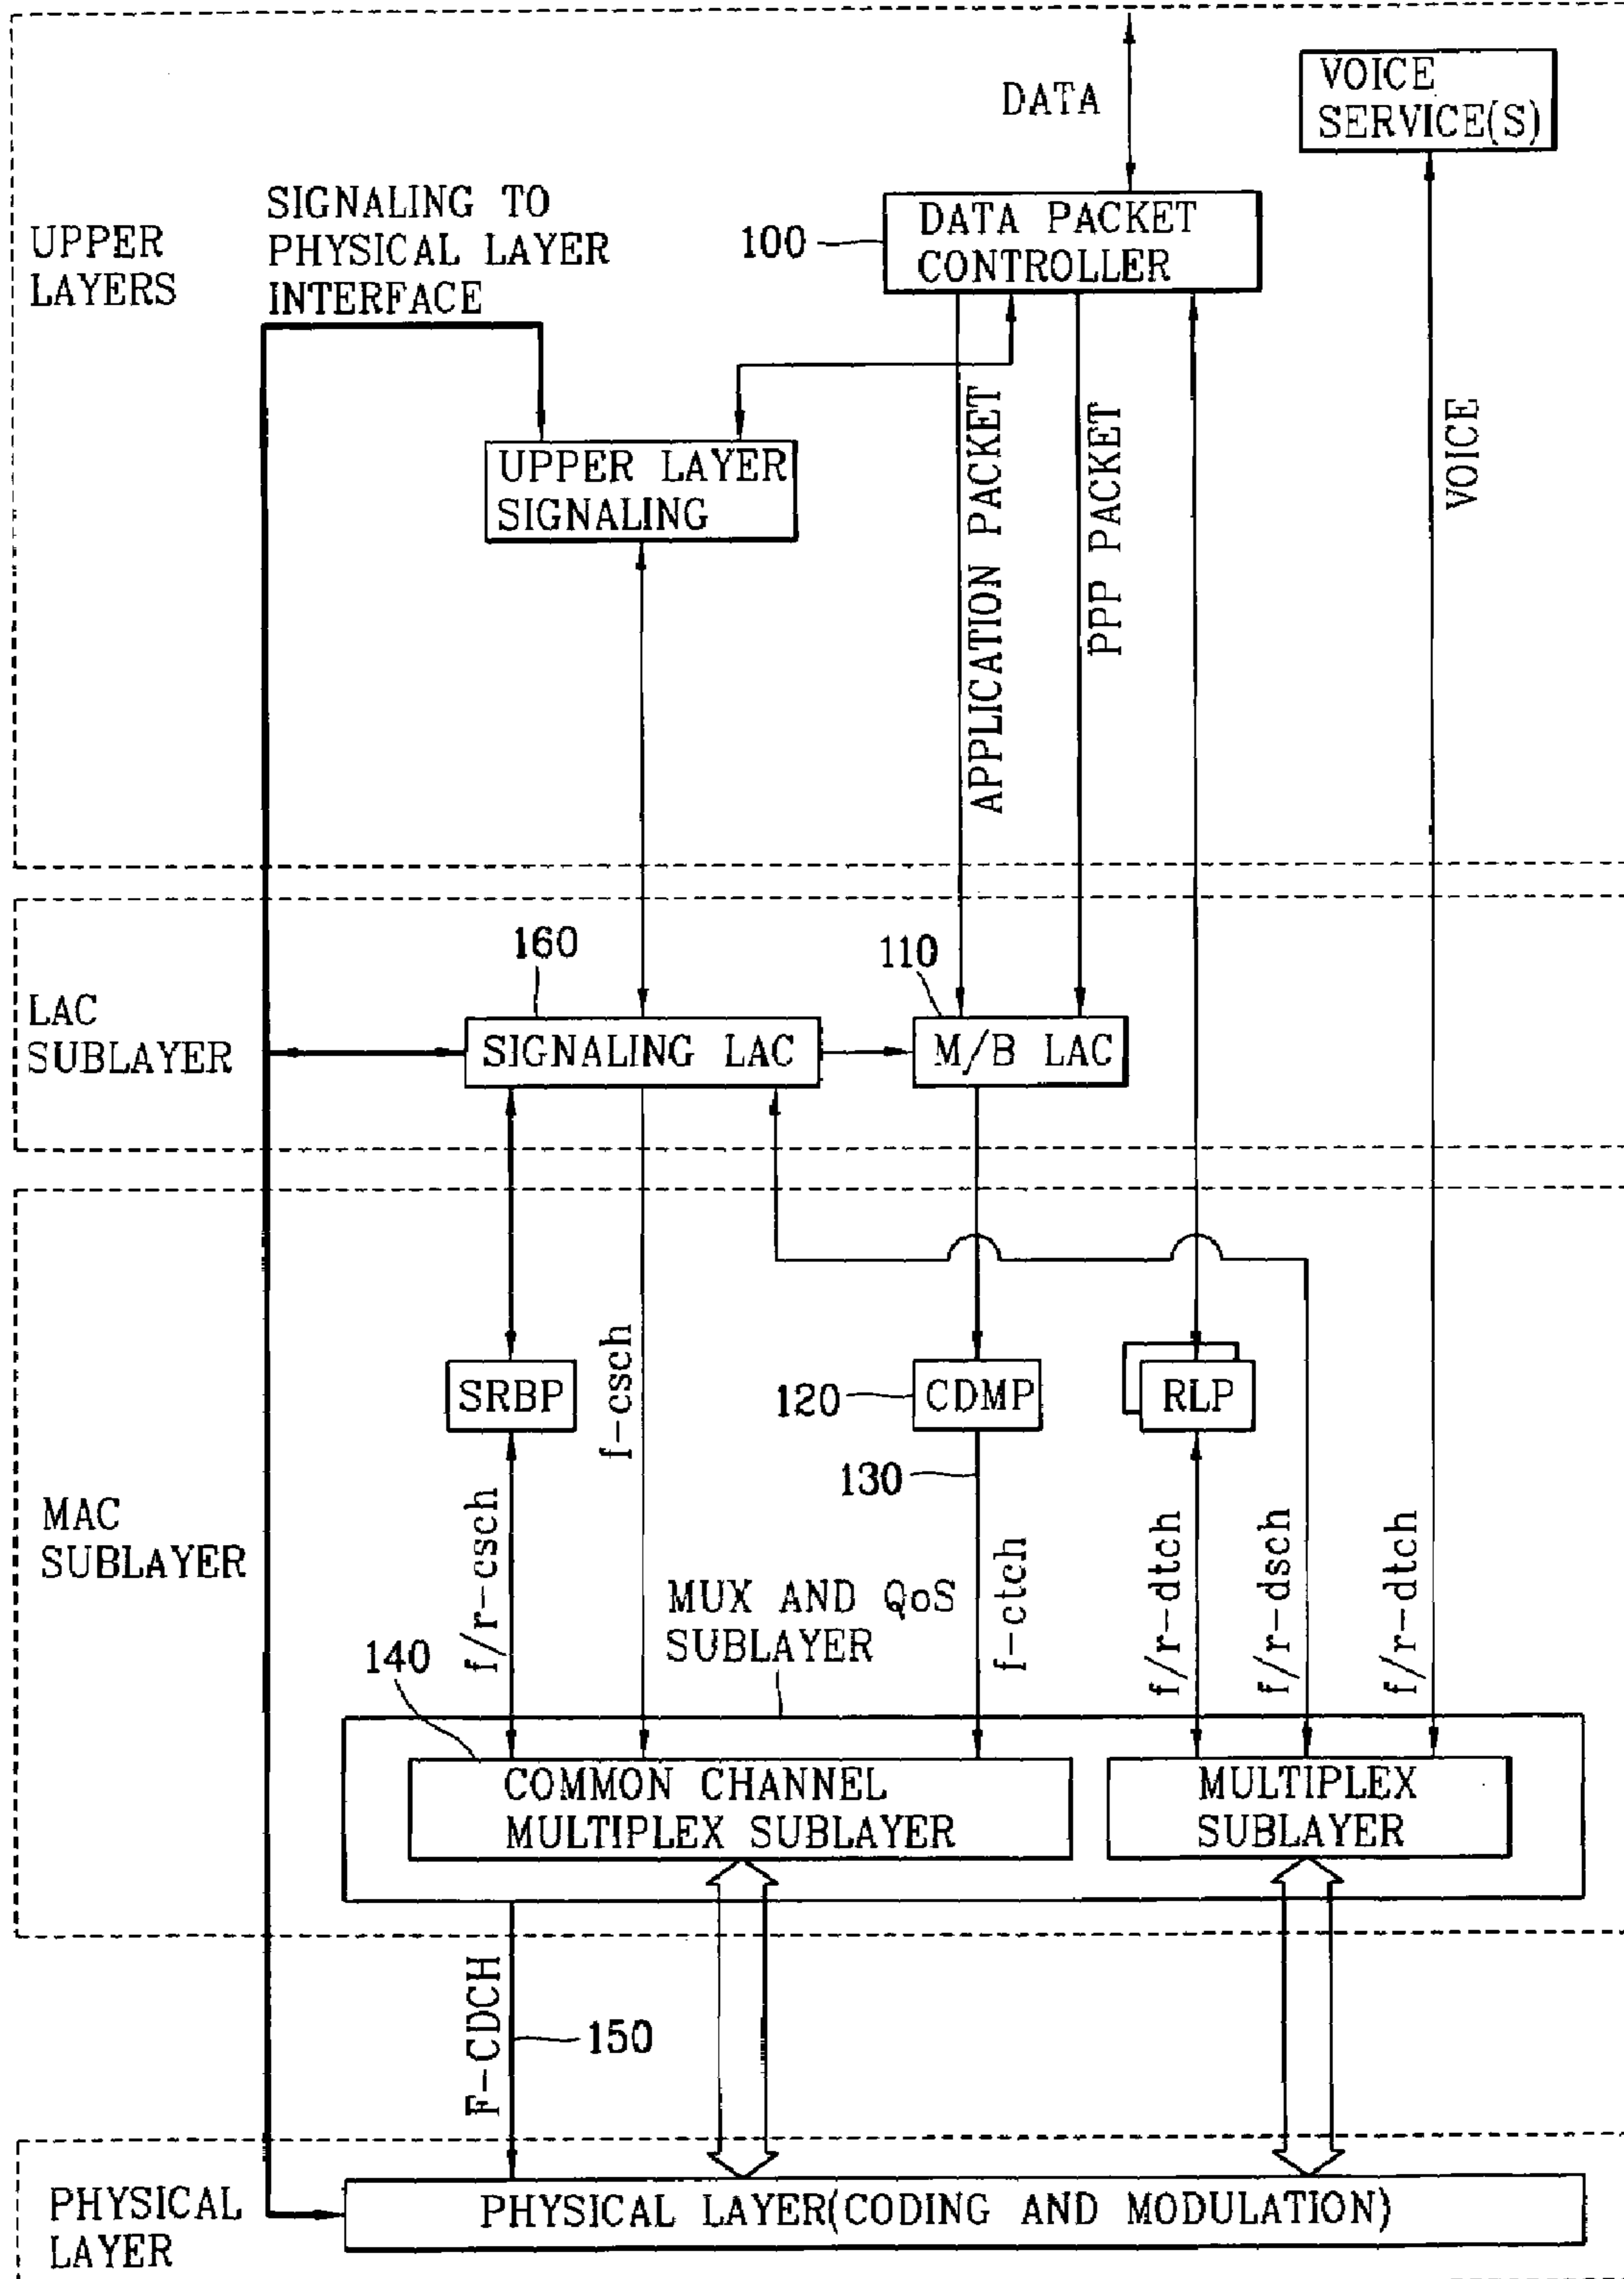 DATA
VOICE
SERVICE(S)
SIGNALING TO
PHYSICAL LAYER
INTERFACE
UPPER
LAYERS
100
DATA PACKET
CONTROLLER
UPPER LAYER
SIGNALING
APPLICATION PACKET
PPP PACKET
VOICE
160
110
LAC
SUBLAYER
SIGNALING LAC
M/B LAC
f-csch
SRBP
120
CDMP
RLP
130
MAC
SUBLAYER
f/r-csch
MUX AND QoS
SUBLAYER
f-ctch
f/r-dtch
f/r-dsch
f/r-dtch
140
COMMON CHANNEL
MULTIPLEX SUBLAYER
MULTIPLEX
SUBLAYER
F-CDCH
150
PHYSICAL
LAYER
PHYSICAL LAYER(CODING AND MODULATION)